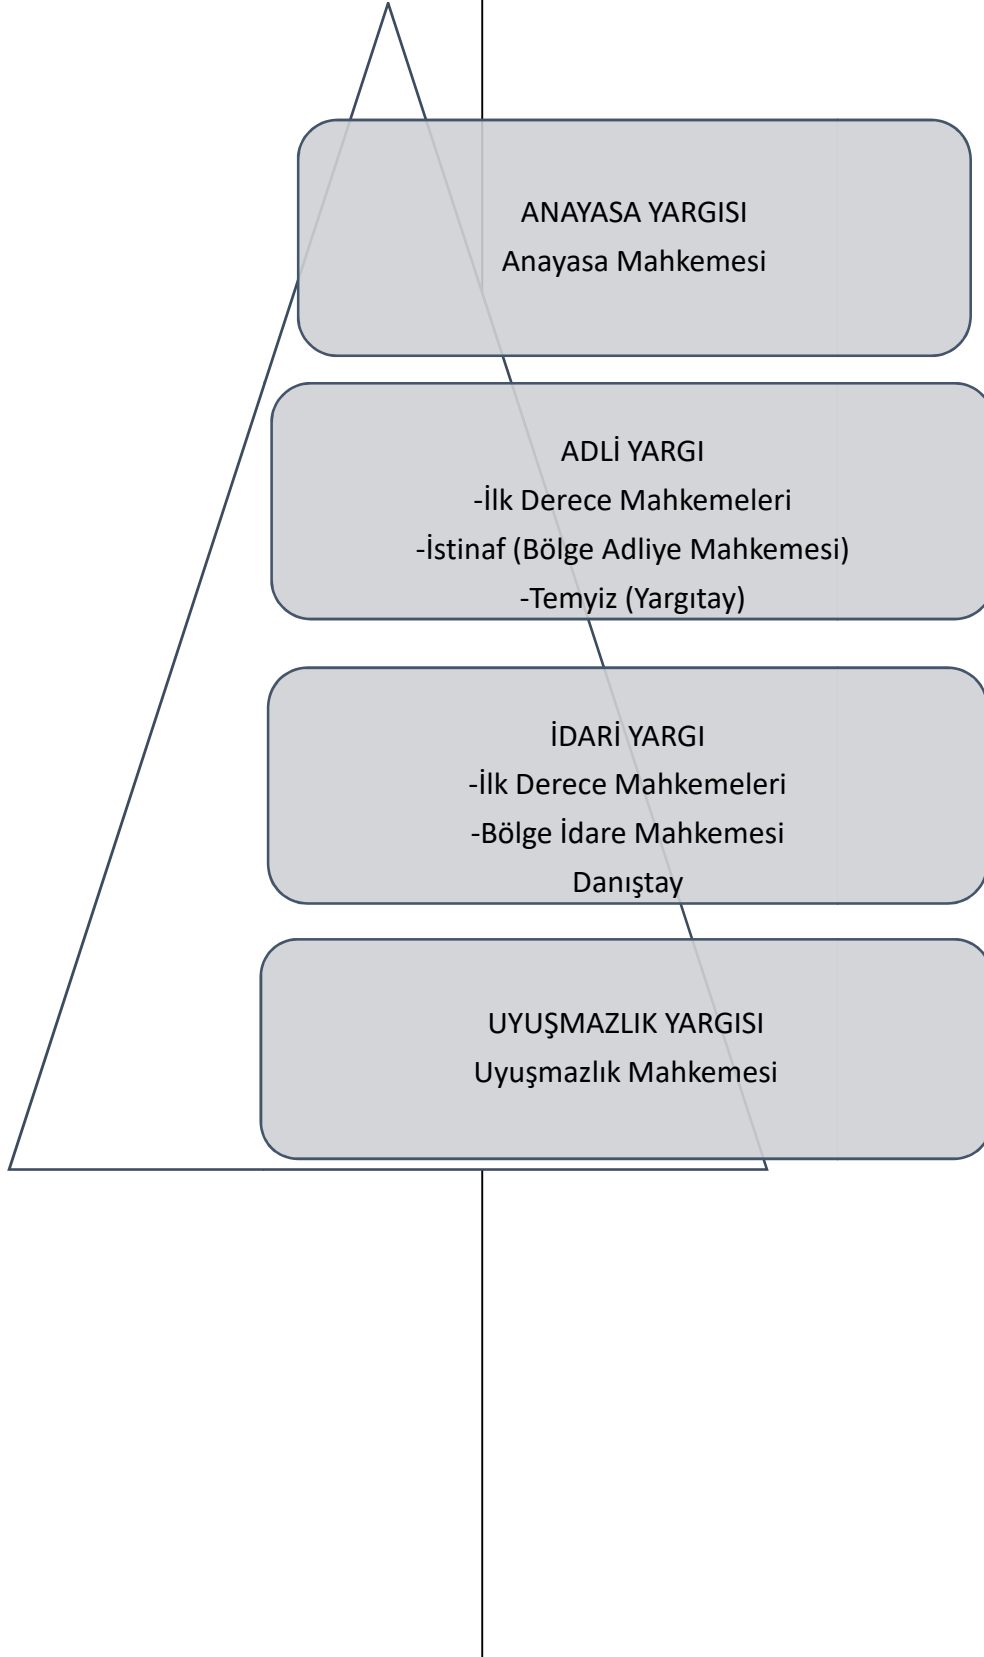 ANAYASA YARGISI
Anayasa Mahkemesi
ADLİ YARGI
-İlk Derece Mahkemeleri
-İstinaf (Bölge Adliye Mahkemesi)
-Temyiz (Yargıtay)
İDARİ YARGI
-İlk Derece Mahkemeleri
-Bölge İdare Mahkemesi
Danıştay
UYUŞMAZLIK YARGISI
Uyuşmazlık Mahkemesi